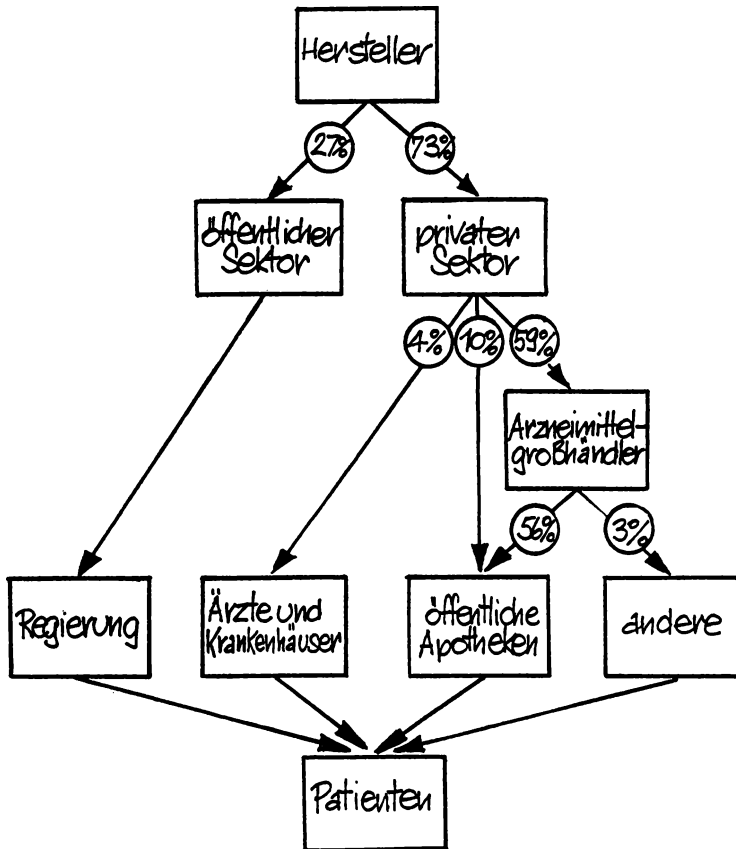 Hersteller
27%
73%
öffentlicher
Sektor
privater
Sektor
4%
10%
59%
Arzneimittel-
großhändler
56%
3%
Regierung
Ärzte und
Krankenhäuser
öffentliche
Apotheken
andere
Patienten